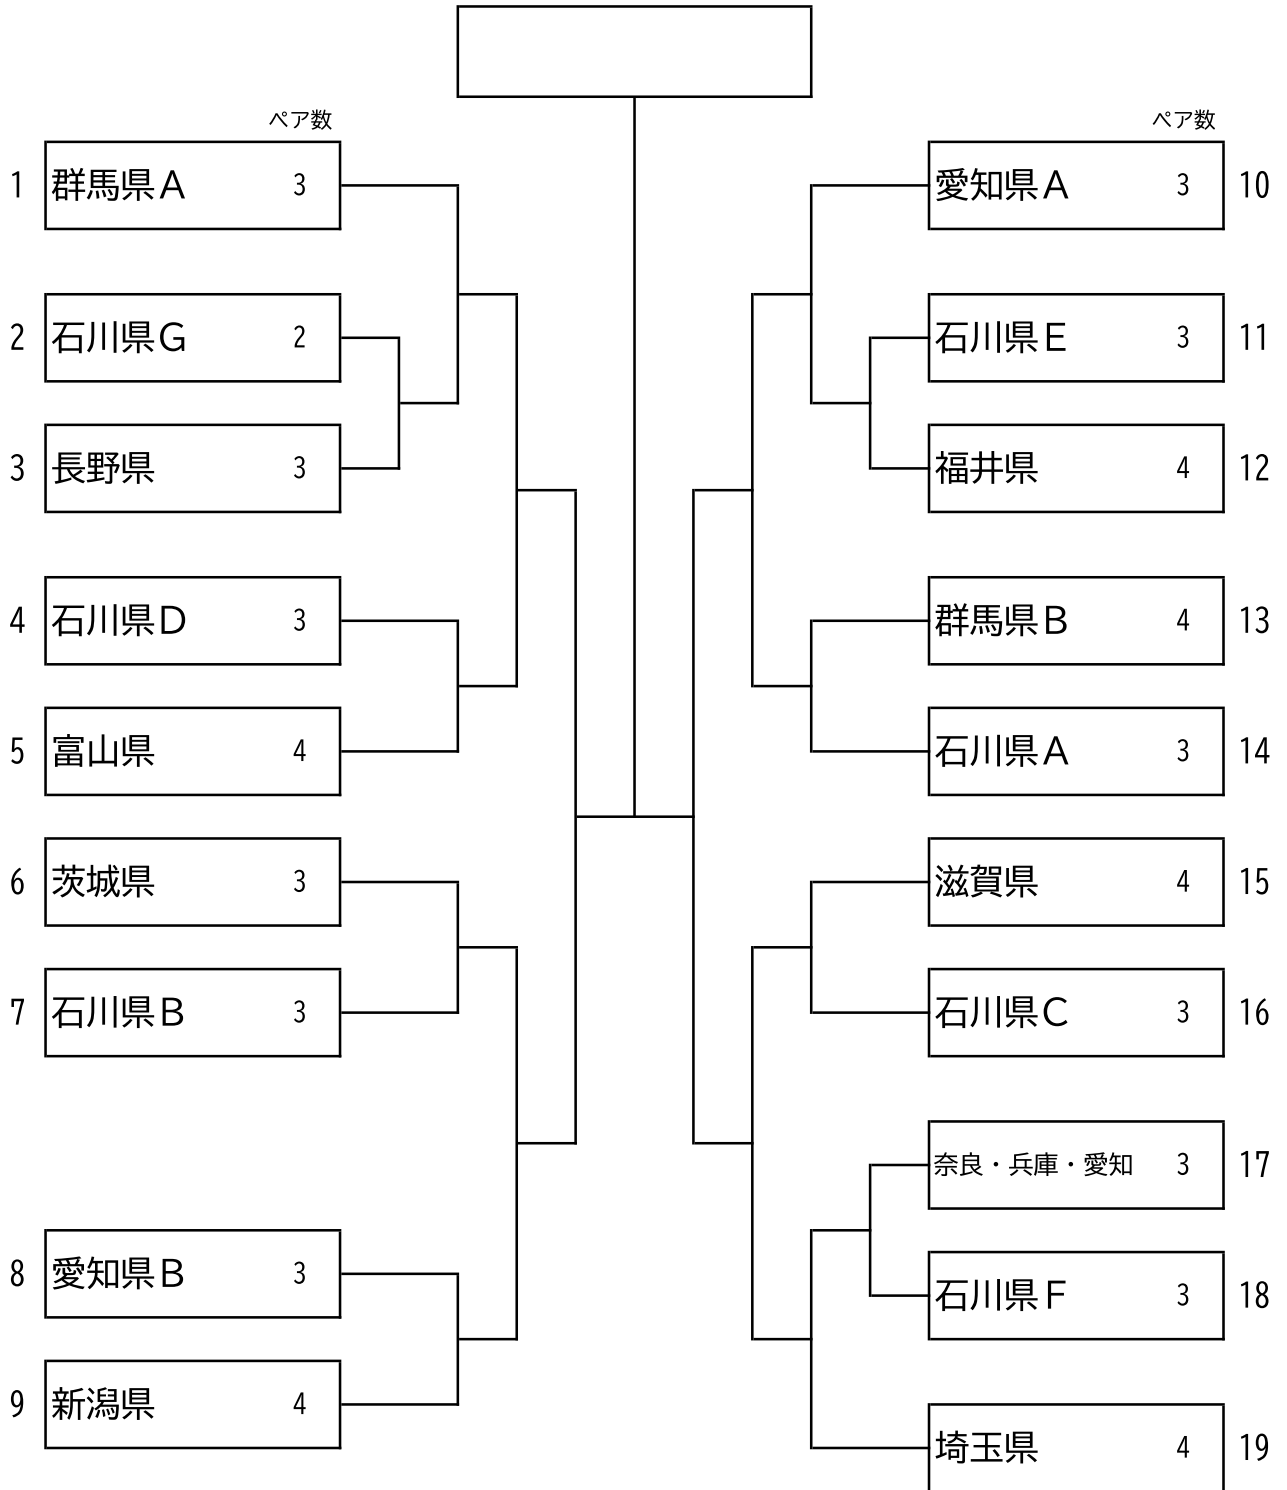 ペア数
1 群馬県A 3
2 石川県G 2
3 長野県 3
4 石川県D 3
5 富山県 4
6 茨城県 3
7 石川県B 3
8 愛知県B 3
9 新潟県 4
ペア数
愛知県A 3 10
石川県E 3 11
福井県 4 12
群馬県B 4 13
石川県A 3 14
滋賀県 4 15
石川県C 3 16
奈良・兵庫・愛知 3 17
石川県F 3 18
埼玉県 4 19